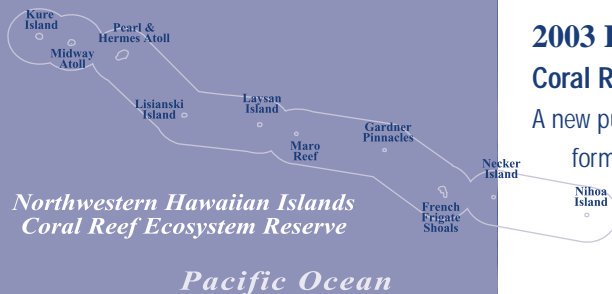 Kure
Island
Pearl &
Hermes Atoll
Midway
Atoll
Lisianski
Island
Laysan
Island
Maro
Reef
Gardner
Pinnacles
French
Frigate
Shoals
Necker
Island
Nihoa
Island
Northwestern Hawaiian Islands
Coral Reef Ecosystem Reserve
Pacific Ocean
2003
Coral
A new
form